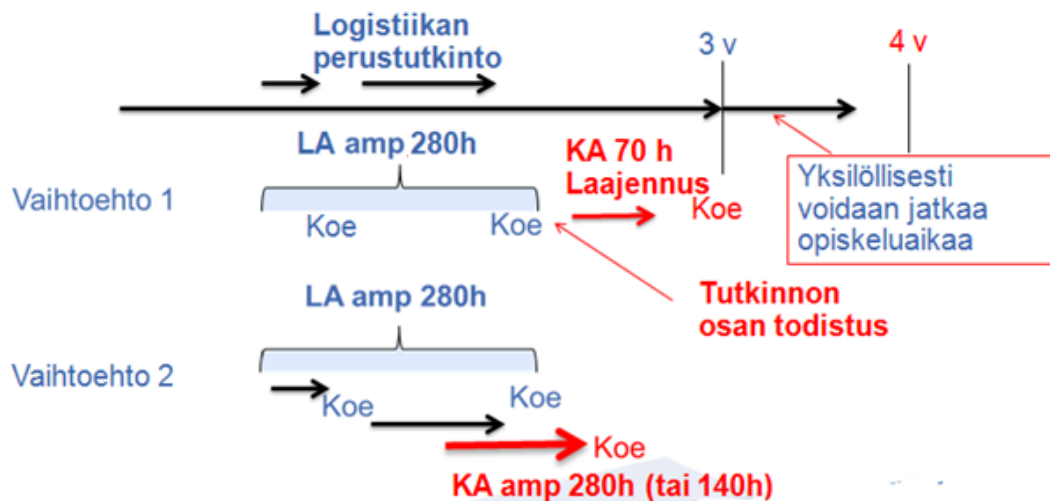 Logistiikan
perustutkinto
3 v
4 v
LA amp 280h
KA 70 h
Laajennus
Vaihtoehto 1
Koe
Koe
Koe
Yksilöllisesti
voidaan jatkaa
opiskeluaikaa
Tutkinnon
osan todistus
LA amp 280h
Vaihtoehto 2
Koe
Koe
Koe
KA amp 280h (tai 140h)